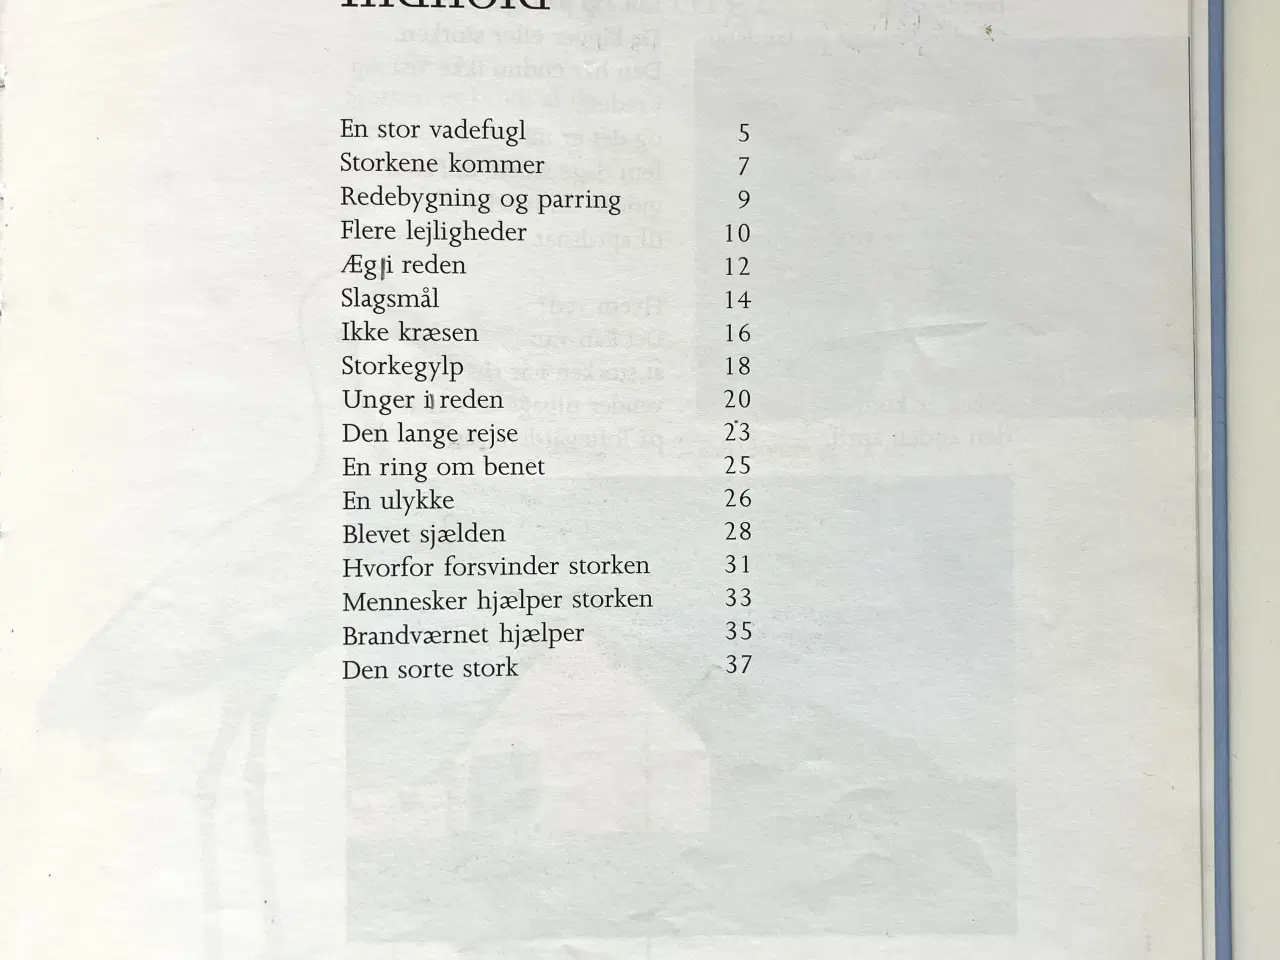 Indhold
En stor vadefugl 5
Storkene kommer 7
Redebygning og parring 9
Flere lejligheder 10
Æg i reden 12
Slagsmål 14
Ikke kræsen 16
Storkegylp 18
Unger i reden 20
Den lange rejse 23
En ring om benet 25
En ulykke 26
Blevet sjælden 28
Hvorfor forsvinder storken 31
Mennesker hjælper storken 33
Brandværnet hjælper 35
Den sorte stork 37